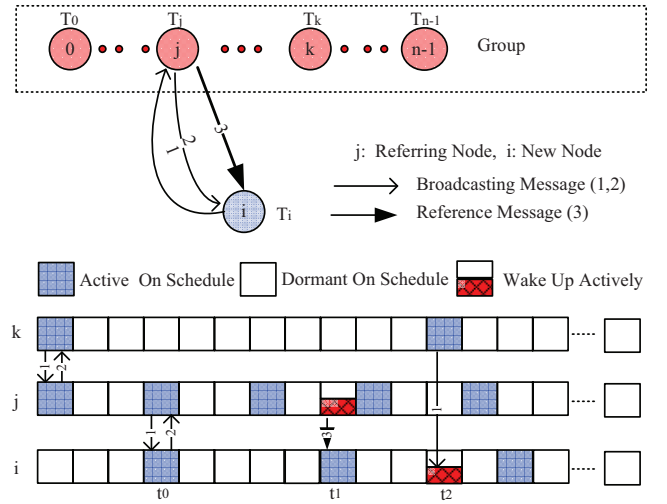 T0 Tj Tk Tn-1
0 j k n-1 Group
3
2
1
j: Referring Node, i: New Node
Broadcasting Message (1,2)
i Ti Reference Message (3)
Active On Schedule Dormant On Schedule Wake Up Actively
k
1 2
j
1 2 3 1
i
t0 t1 t2